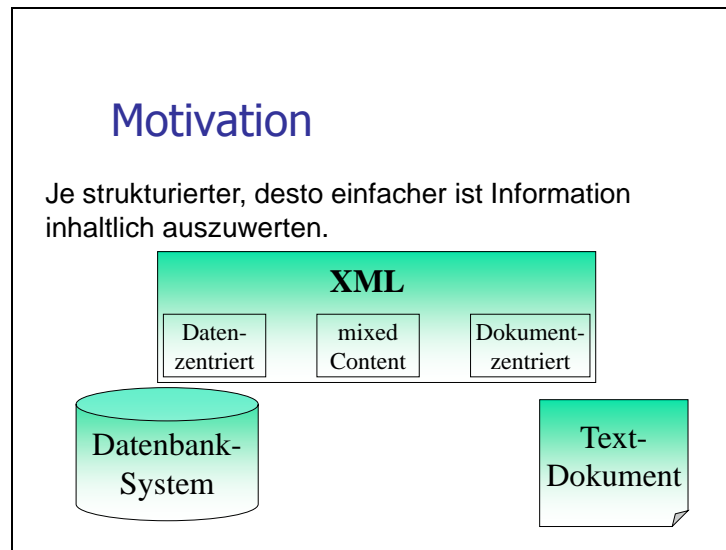 Motivation
Je strukturierter, desto einfacher ist Information
inhaltlich auszuwerten.
XML
Daten-
zentriert
mixed
Content
Dokument-
zentriert
Datenbank-
System
Text-
Dokument